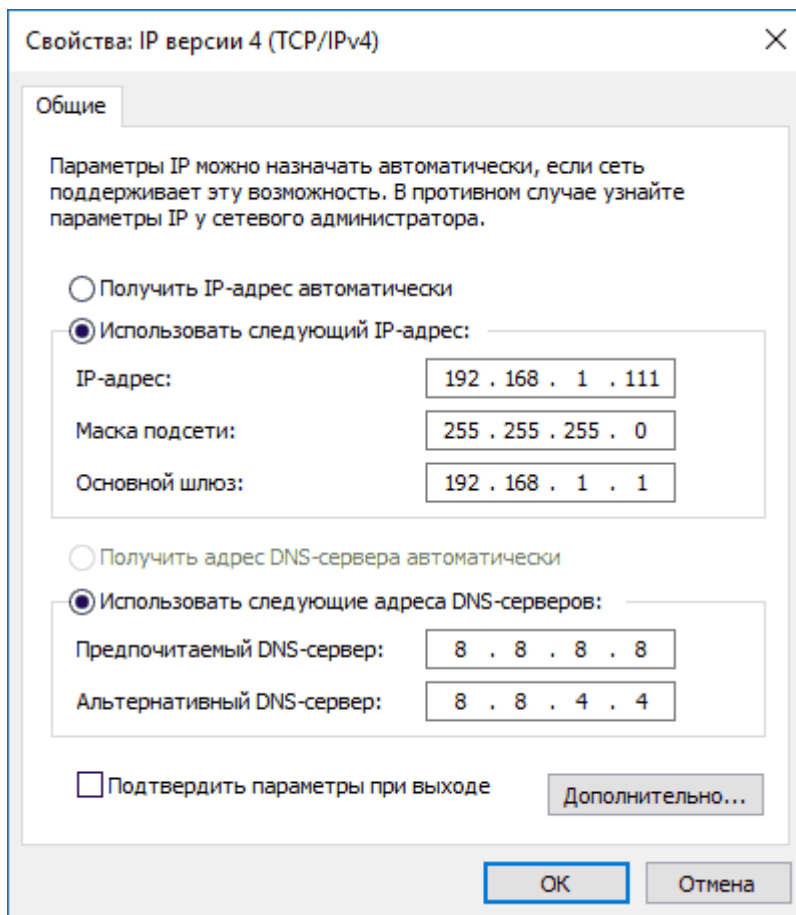 Свойства: IP версии 4 (TCP/IPv4)
Общие
Параметры IP можно назначать автоматически, если сеть
поддерживает эту возможность. В противном случае узнайте
параметры IP у сетевого администратора.
Получить IP-адрес автоматически
Использовать следующий IP-адрес:
IP-адрес: 192 . 168 . 1 . 111
Маска подсети: 255 . 255 . 255 . 0
Основной шлюз: 192 . 168 . 1 . 1
Получить адрес DNS-сервера автоматически
Использовать следующие адреса DNS-серверов:
Предпочитаемый DNS-сервер: 8 . 8 . 8 . 8
Альтернативный DNS-сервер: 8 . 8 . 4 . 4
Подтвердить параметры при выходе Дополнительно...
ОК Отмена